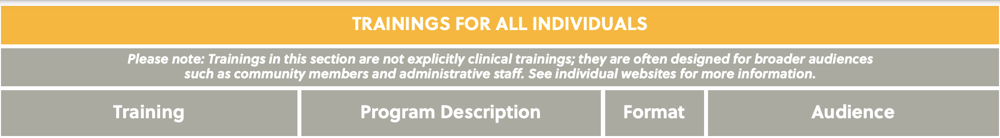 TRAININGS FOR ALL INDIVIDUALS
Please note: Trainings in this section are not explicitly clinical trainings; they are often designed for broader audiences
such as community members and administrative staff. See individual websites for more information.
Training
Program Description
Format
Audience